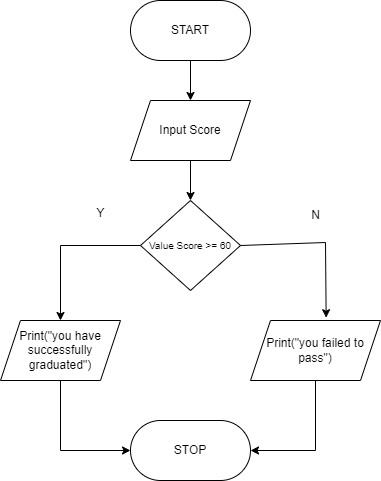 START
Input Score
Y
N
Value Score >= 60
Print("you have
successfully
graduated")
Print("you failed to
pass")
STOP